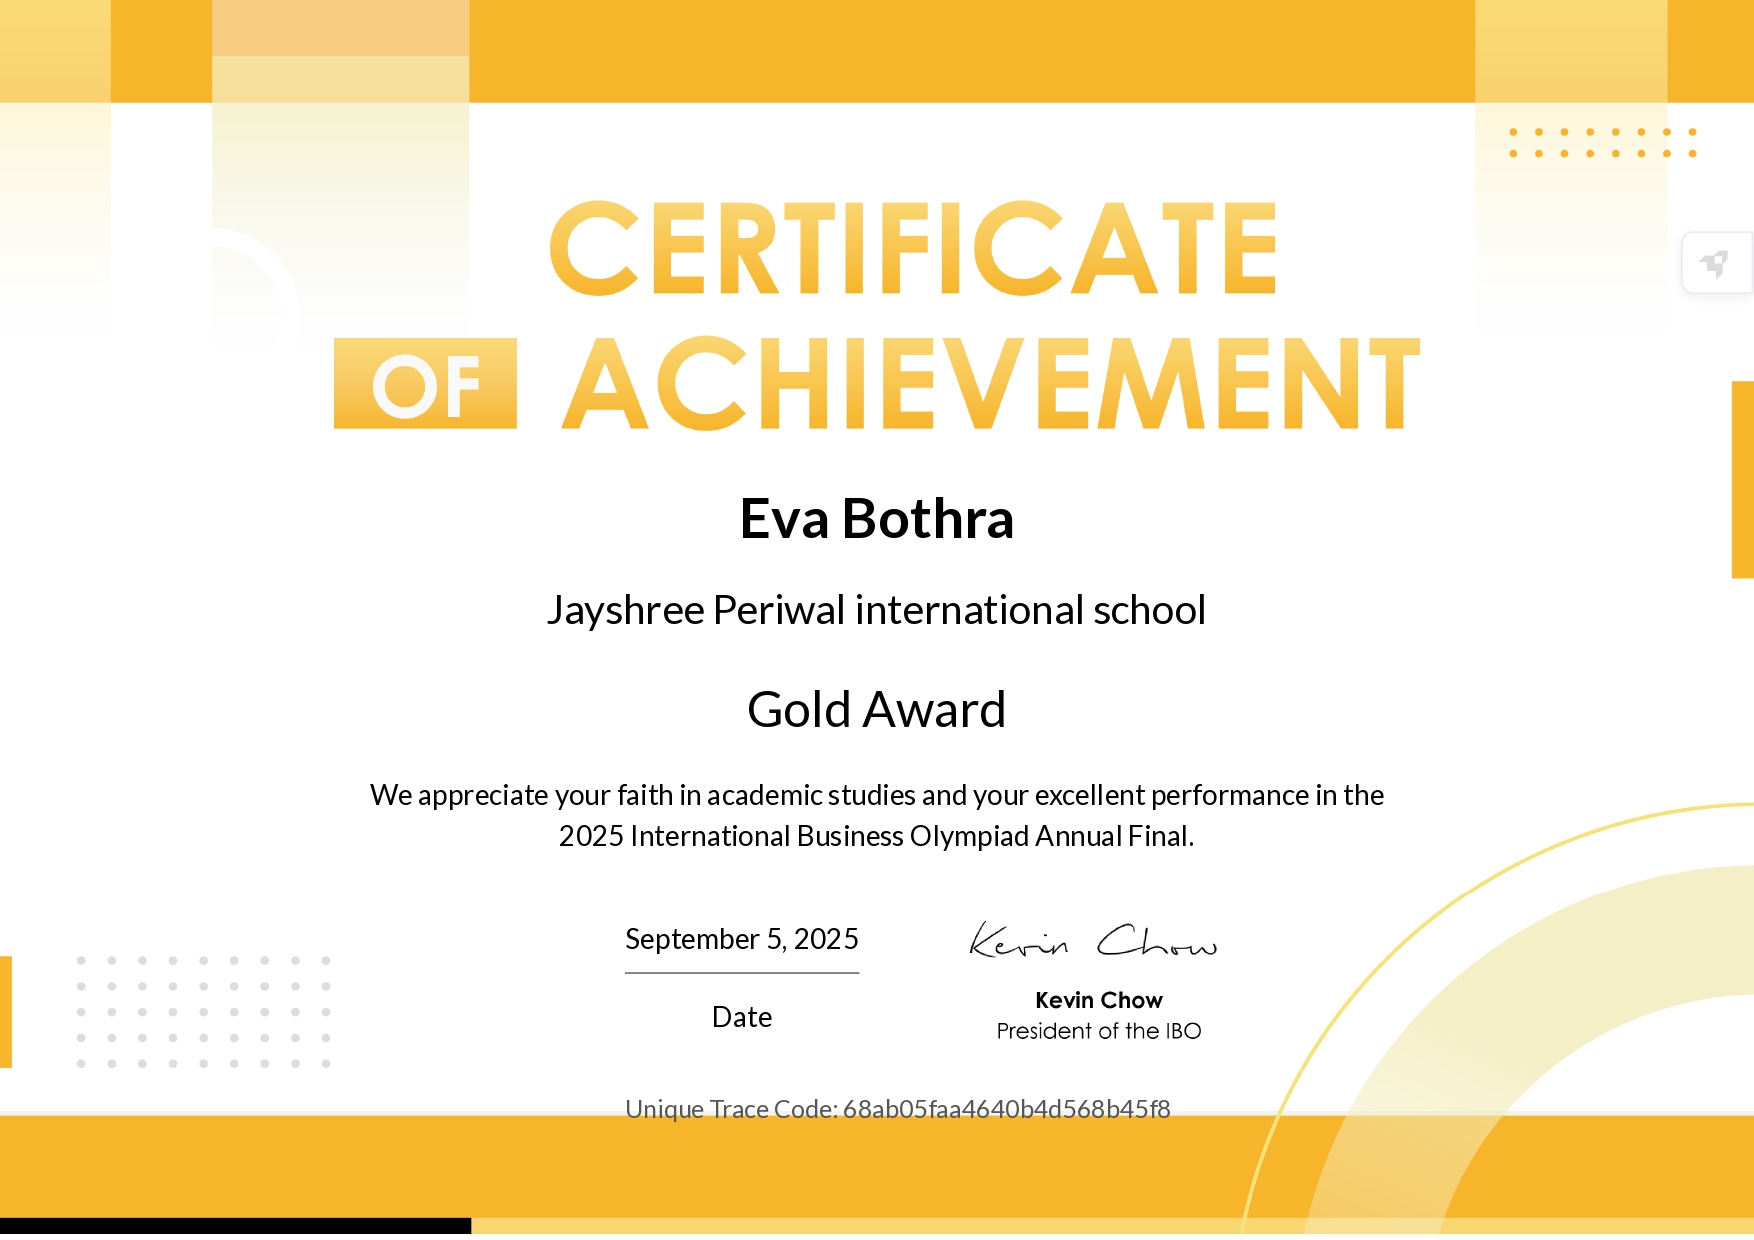 CERTIFICATE
OF ACHIEVEMENT
Eva Bothra
Jayshree Periwal international school
Gold Award
We appreciate your faith in academic studies and your excellent performance in the
2025 International Business Olympiad Annual Final.
September 5, 2025
Kevin Chow
Kevin Chow
Date
President of the IBO
Unique Trace Code: 68ab05faa4640b4d568b45f8